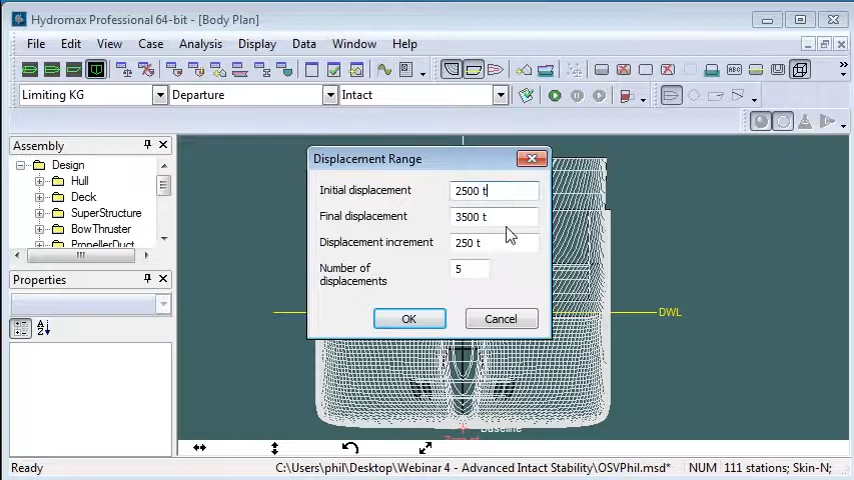 Hydromax Professional 64-bit - [Body Plan]
File Edit View Case Analysis Display Data Window Help
Limiting KG Departure Intact
Assembly
Design
Hull
Deck
SuperStructure
BowThruster
PropellerDuct
Properties
Displacement Range
Initial displacement 2500 t
Final displacement 3500 t
Displacement increment 250 t
Number of displacements 5
OK Cancel
DWL
Baseline
Ready C:\Users\phil\Desktop\Webinar 4 - Advanced Intact Stability\OSVPhil.msd* NUM 111 stations; Skin-N;